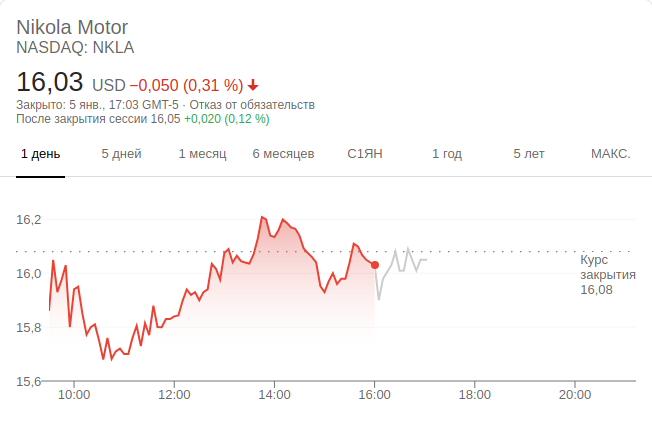 Nikola Motor
NASDAQ: NKLA
16,03 USD −0,050 (0,31 %)
Закрыто: 5 янв., 17:03 GMT-5 · Отказ от обязательств
После закрытия сессии 16,05 +0,020 (0,12 %)
1 день 5 дней 1 месяц 6 месяцев С1ЯН 1 год 5 лет МАКС.
16,2
16,0
15,8
15,6
Курс
закрытия
16,08
10:00 12:00 14:00 16:00 18:00 20:00